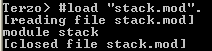 Terzo> #load "stack.mod".
[reading file stack.mod]
module stack
[closed file stack.mod]